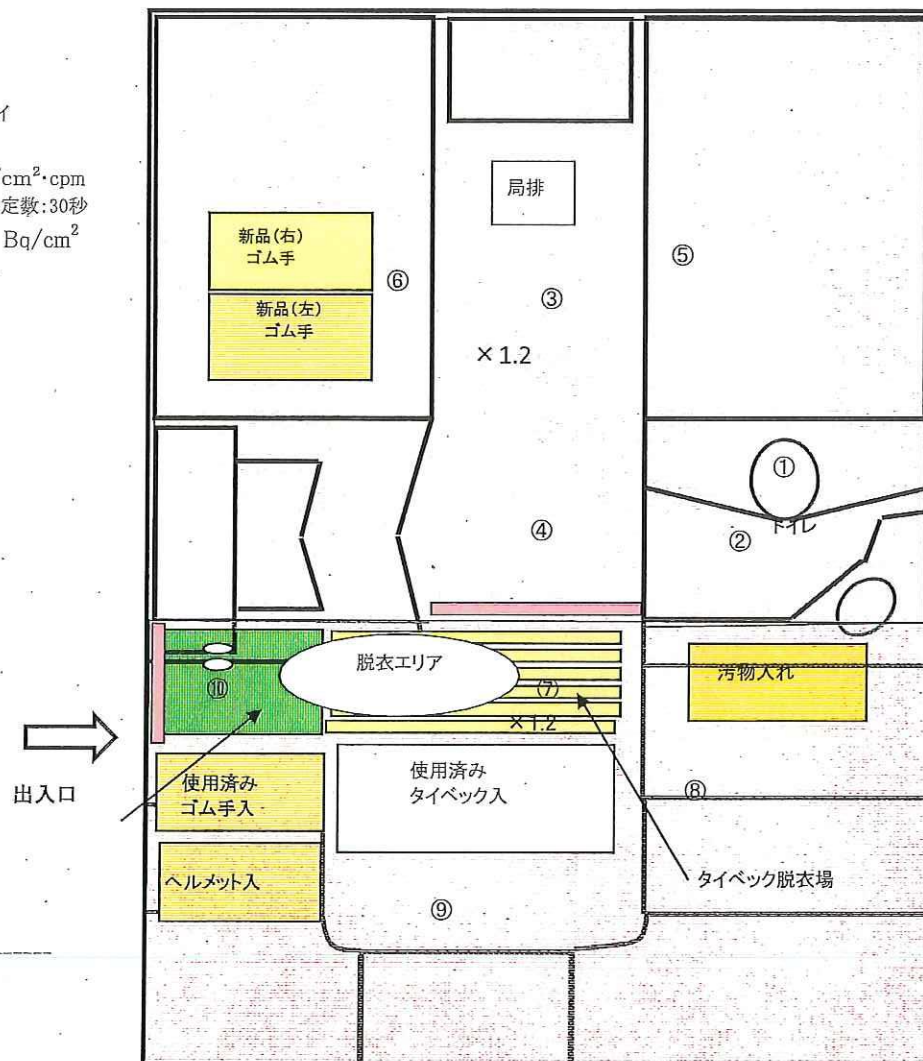 イ
cm²・cpm
定数:30秒
Bq/cm²
局排
新品(右)
ゴム手
⑥
新品(左)
ゴム手
③
⑤
×1.2
①
トイレ
④
②
脱衣エリア
⑩
⑺
×1.2
汚物入れ
出入口
使用済み
ゴム手入
使用済み
タイベック入
⑧
ヘルメット入
タイベック脱衣場
⑨